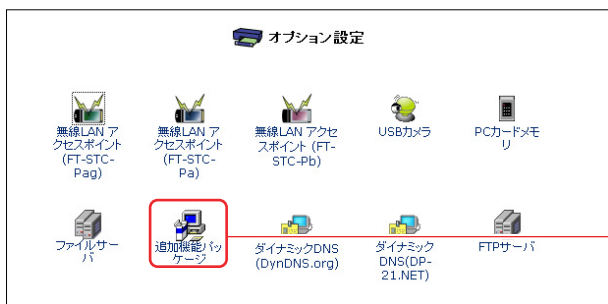 オプション設定
無線LAN ア
クセスポイント
(FT-STC-
Pag)
無線LAN ア
クセスポイント
(FT-STC-
Pa)
無線LAN アクセ
スポイント (FT-
STC-Pb)
USBカメラ
PCカードメモ
リ
ファイルサー
バ
追加機能パッ
ケージ
ダイナミックDNS
(DynDNS.org)
ダイナミック
DNS(DP-
21.NET)
FTPサーバ